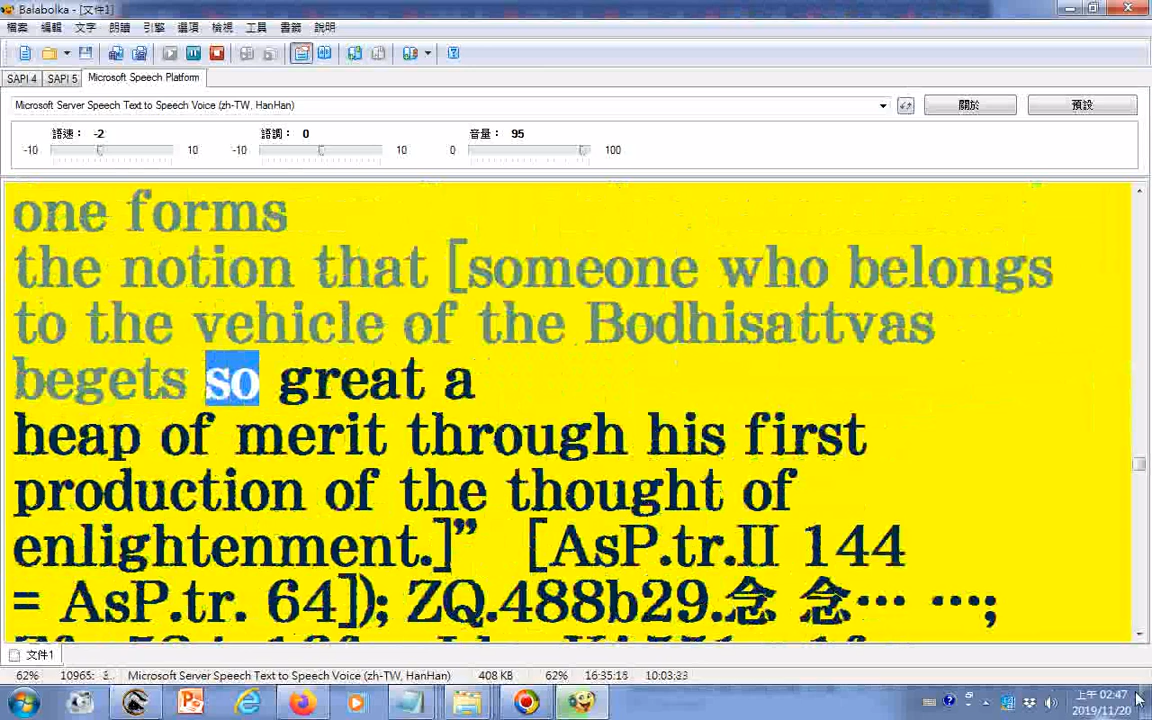 Balabolka - [文件1]
檔案 編輯 文字 朗讀 引擎 選項 檢視 工具 書籤 說明
SAPI 4 SAPI 5 Microsoft Speech Platform
Microsoft Server Speech Text to Speech Voice (zh-TW, HanHan) 關於 預設
語速: -2 語調: 0 音量: 95
-10 10 -10 10 0 100
one forms
the notion that [someone who belongs
to the vehicle of the Bodhisattvas
begets so great a
heap of merit through his first
production of the thought of
enlightenment.]” [AsP.tr.II 144
= AsP.tr. 64]); ZQ.488b29.念 念⋯ ⋯;
文件1
62% 10965: Microsoft Server Speech Text to Speech Voice (zh-TW, HanHan) 408 KB 62% 16:35:18 10:03:33
上午 02:47
2019/11/20